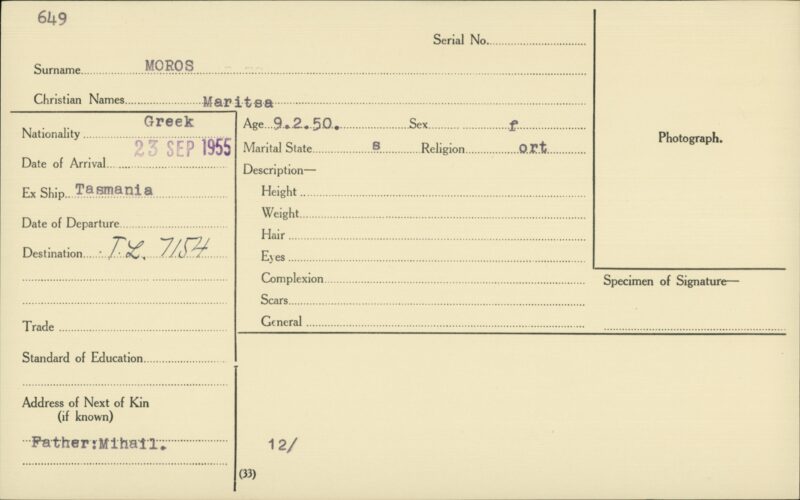 649
Serial No.
Surname MOROS
Christian Names Maritsa
Nationality Greek
Date of Arrival 23 SEP 1955
Ex Ship Tasmania
Date of Departure
Destination T.L. 7154
Trade
Standard of Education
Address of Next of Kin
(if known)
Father:Mihail.
Age 9.2.50. Sex f
Marital State s Religion ort
Description—
Height
Weight
Hair
Eyes
Complexion
Scars
General
12/
(33)
Photograph.
Specimen of Signature—